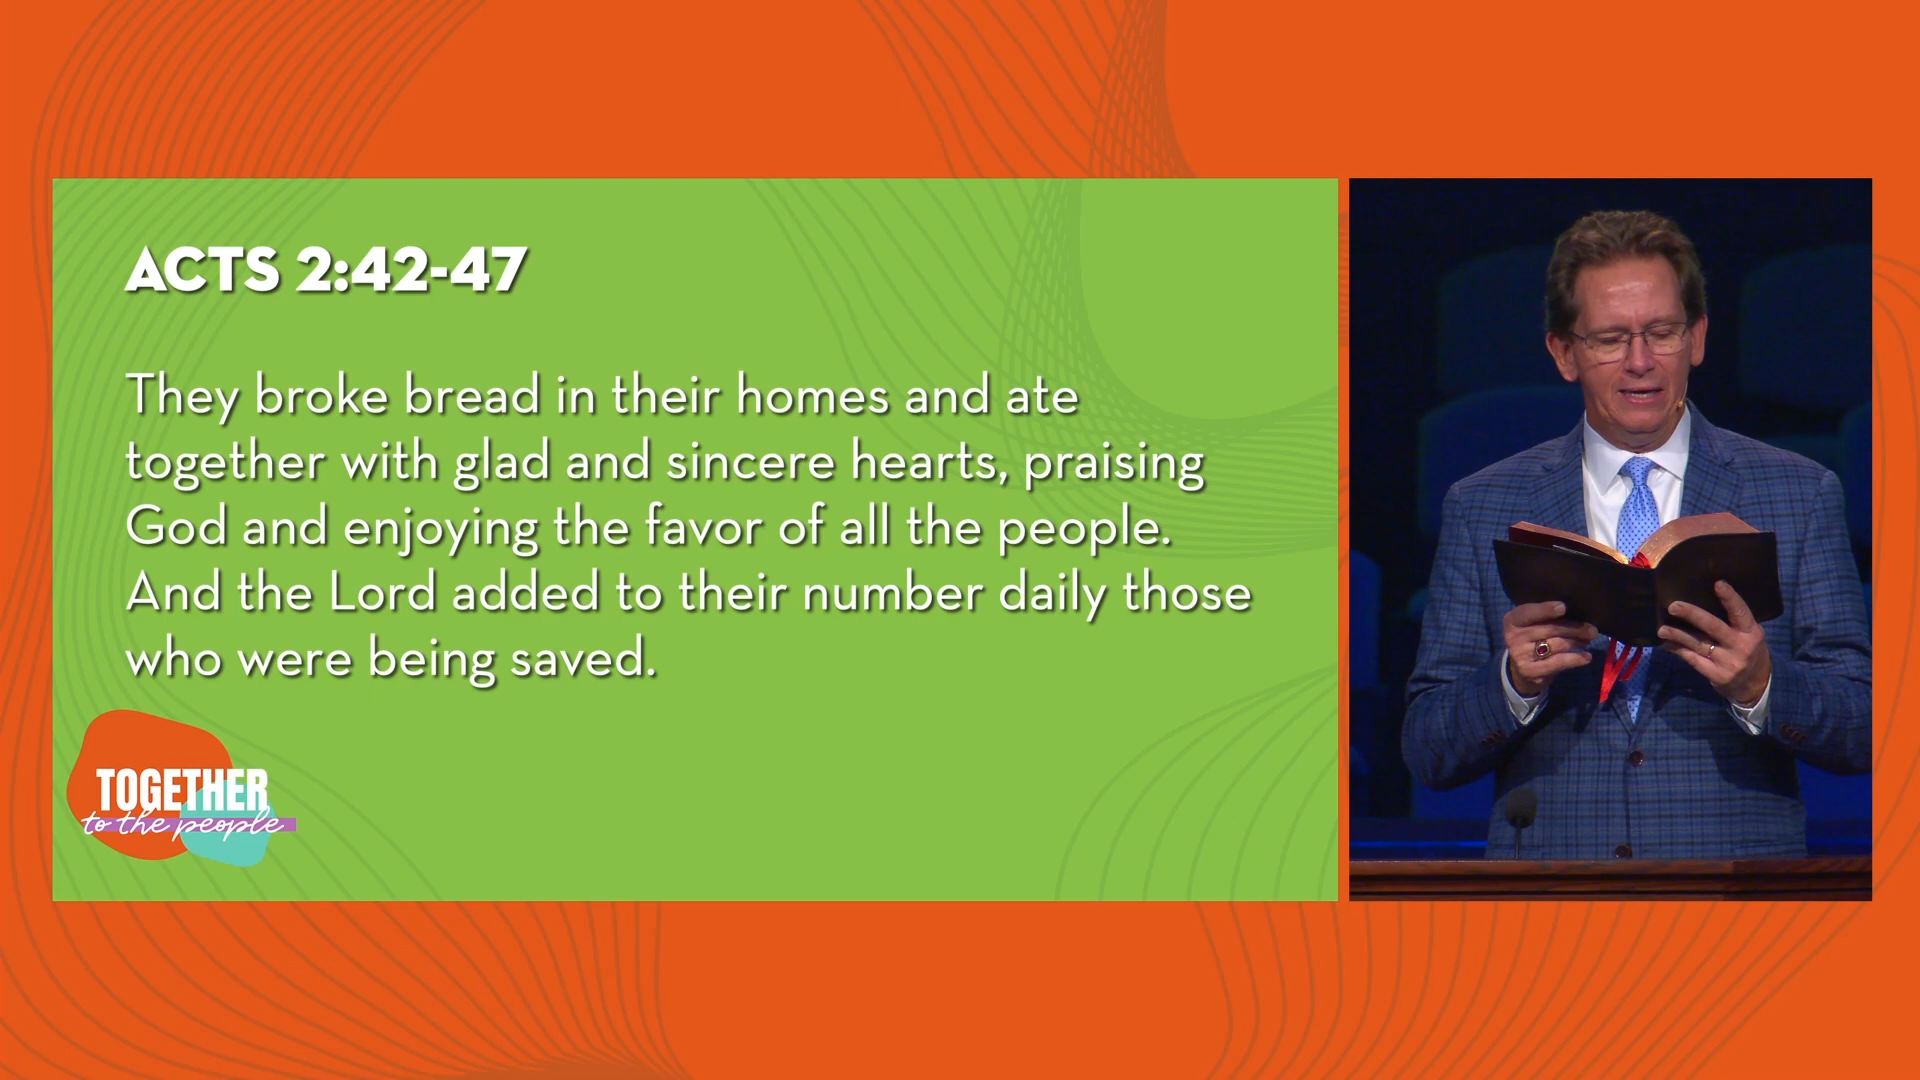 ACTS 2:42-47
They broke bread in their homes and ate
together with glad and sincere hearts, praising
God and enjoying the favor of all the people.
And the Lord added to their number daily those
who were being saved.
TOGETHER
to the people